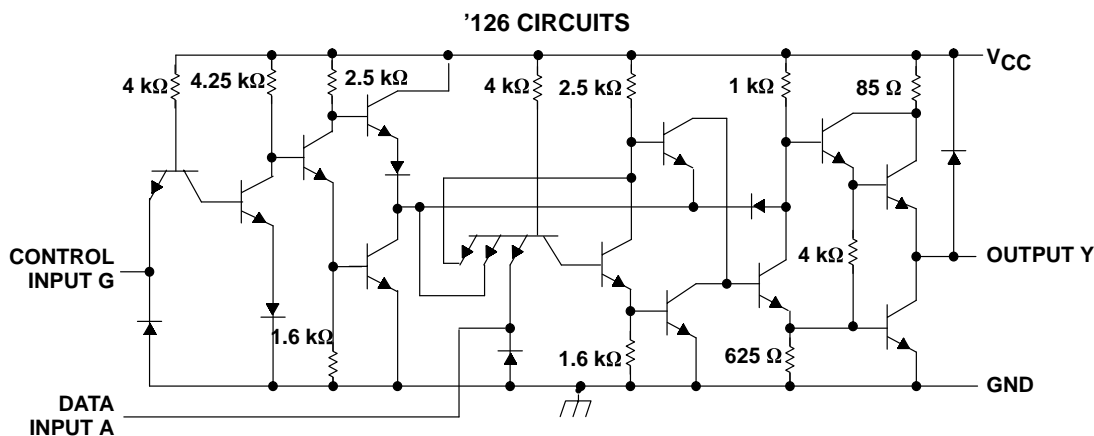 ’126 CIRCUITS
VCC
4 kΩ
4.25 kΩ
2.5 kΩ
4 kΩ
2.5 kΩ
1 kΩ
85 Ω
CONTROL
INPUT G
4 kΩ
OUTPUT Y
1.6 kΩ
1.6 kΩ
625 Ω
GND
DATA
INPUT A